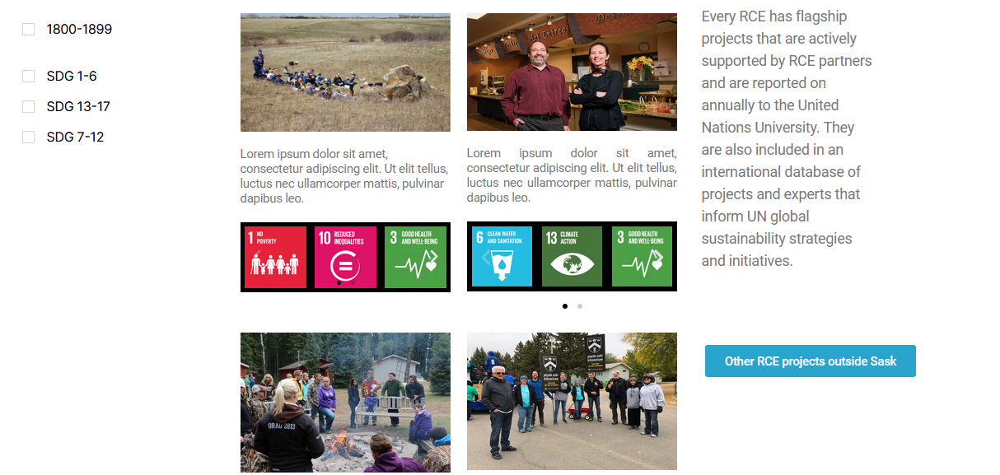 1800-1899
SDG 1-6
SDG 13-17
SDG 7-12
Lorem ipsum dolor sit amet,
consectetur adipiscing elit. Ut elit tellus,
luctus nec ullamcorper mattis, pulvinar
dapibus leo.
1 NO
POVERTY
10 REDUCED
INEQUALITIES
3 GOOD HEALTH
AND WELL-BEING
Hot Entrees
Lorem ipsum dolor sit amet,
consectetur adipiscing elit. Ut elit tellus,
luctus nec ullamcorper mattis, pulvinar
dapibus leo.
6 CLEAN WATER
AND SANITATION
13 CLIMATE
ACTION
3 GOOD HEALTH
AND WELL-BEING
Every RCE has flagship
projects that are actively
supported by RCE partners
and are reported on
annually to the United
Nations University. They
are also included in an
international database of
projects and experts that
inform UN global
sustainability strategies
and initiatives.
GRAD 2013
Other RCE projects outside Sask